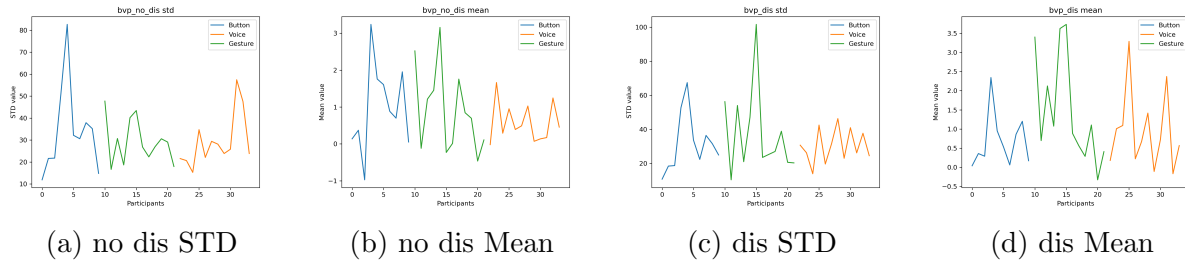 bvp_no_dis std
STD value
80
70
60
50
40
30
20
10
0 5 10 15 20 25 30
Participants
Button
Voice
Gesture
bvp_no_dis mean
Mean value
3
2
1
0
−1
0 5 10 15 20 25 30
Participants
Button
Voice
Gesture
bvp_dis std
STD value
100
80
60
40
20
0 5 10 15 20 25 30
Participants
Button
Voice
Gesture
bvp_dis mean
Mean value
3.5
3.0
2.5
2.0
1.5
1.0
0.5
0.0
−0.5
0 5 10 15 20 25 30
Participants
Button
Voice
Gesture
(a) no dis STD
(b) no dis Mean
(c) dis STD
(d) dis Mean